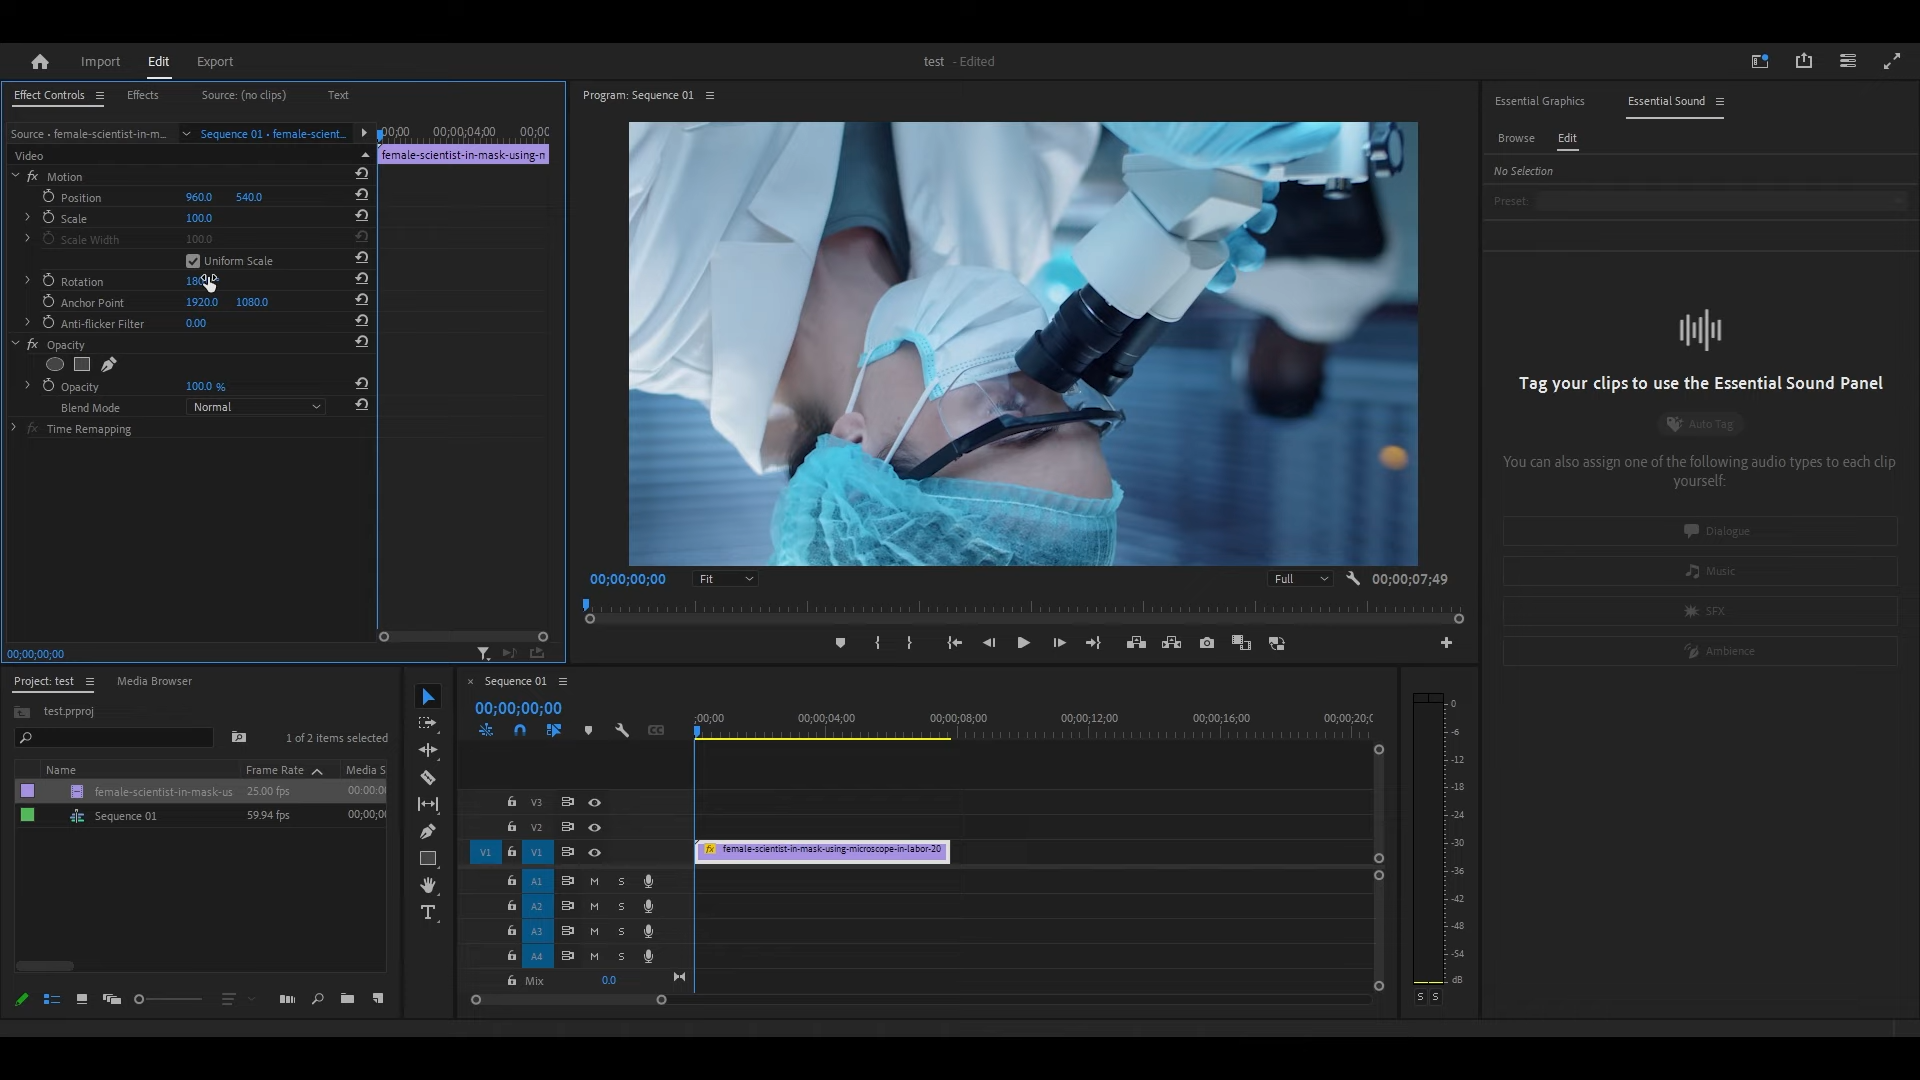 Import Edit Export
test - Edited
Effect Controls Effects Source: (no clips) Text
Source • female-scientist-in-m... Sequence 01 • female-scient...
00;00 00;00;04;00 00;00
Video
female-scientist-in-mask-using-n
fx Motion
Position 960.0 540.0
Scale 100.0
Scale Width 100.0
Uniform Scale
Rotation
Anchor Point 1920.0 1080.0
Anti-flicker Filter 0.00
fx Opacity
Opacity 100.0 %
Blend Mode Normal
fx Time Remapping
00;00;00;00
Program: Sequence 01
00;00;00;00 Fit Full 00;00;07;49
Essential Graphics Essential Sound
Browse Edit
No Selection
Preset:
Tag your clips to use the Essential Sound Panel
Auto Tag
You can also assign one of the following audio types to each clip
yourself:
Dialogue
Music
SFX
Ambience
Project: test Media Browser
test.prproj
1 of 2 items selected
Name Frame Rate Media S
female-scientist-in-mask-us 25.00 fps 00:00:0
Sequence 01 59.94 fps 00;00;0
T
× Sequence 01
00;00;00;00
;00;00 00;00;04;00 00;00;08;00 00;00;12;00 00;00;16;00 00;00;20;0
CC
V3
V2
V1 V1
fx female-scientist-in-mask-using-microscope-in-labor-20
A1 M S
A2 M S
A3 M S
A4 M S
Mix 0.0
0
-6
-12
-18
-24
-30
-36
-42
-48
-54
dB
S S